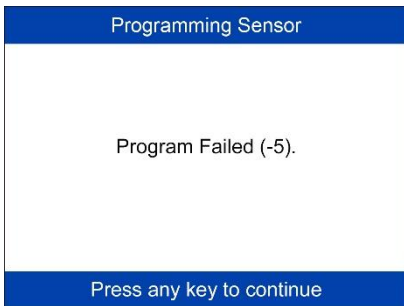 Programming Sensor
Program Failed (-5).
Press any key to continue